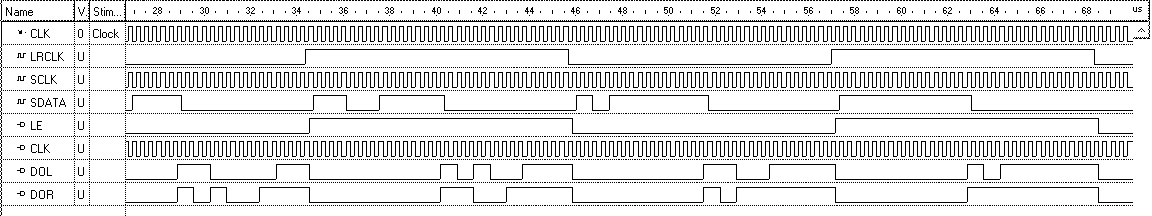 Name V. Stim... 28 30 32 34 36 38 40 42 44 46 48 50 52 54 56 58 60 62 64 66 68 us
CLK 0 Clock
LRCLK U
SCLK U
SDATA U
LE U
CLK U
DOL U
DOR U